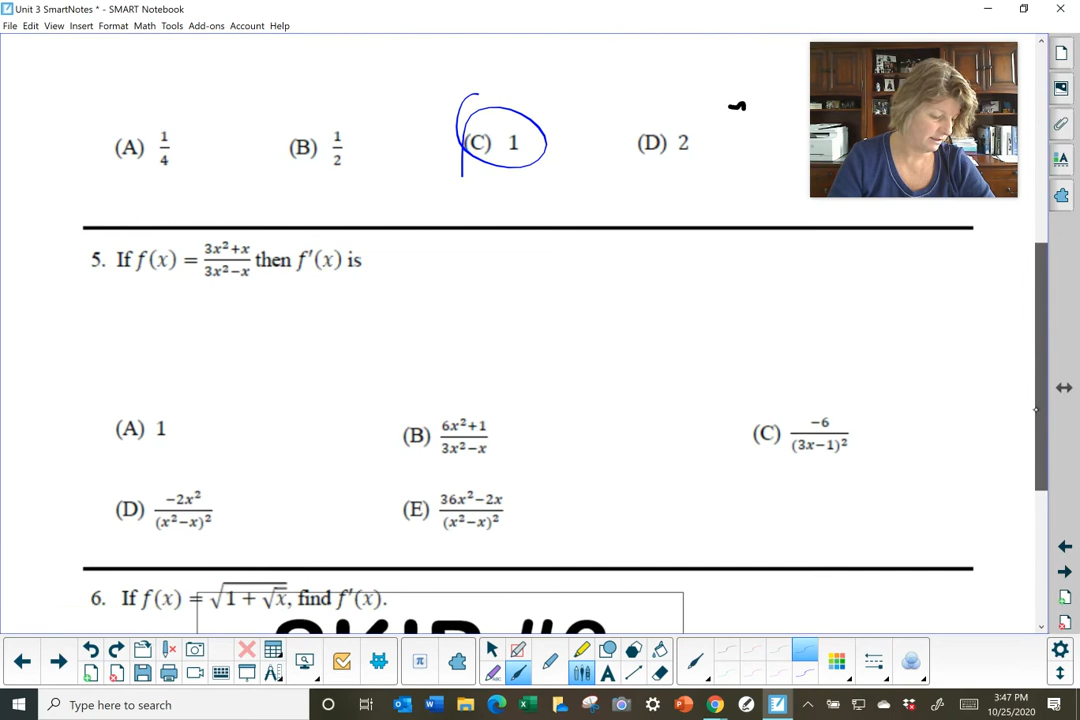 Unit 3 SmartNotes * - SMART Notebook
File Edit View Insert Format Math Tools Add-ons Account Help
(A) 1/4 (B) 1/2 (C) 1 (D) 2
5. If f(x) = (3x²+x)/(3x²−x) then f′(x) is
(A) 1 (B) (6x²+1)/(3x²−x) (C) −6/(3x−1)²
(D) −2x²/(x²−x)² (E) (36x²−2x)/(x²−x)²
6. If f(x) = √(1 + √x), find f′(x).
Type here to search
3:47 PM
10/25/2020